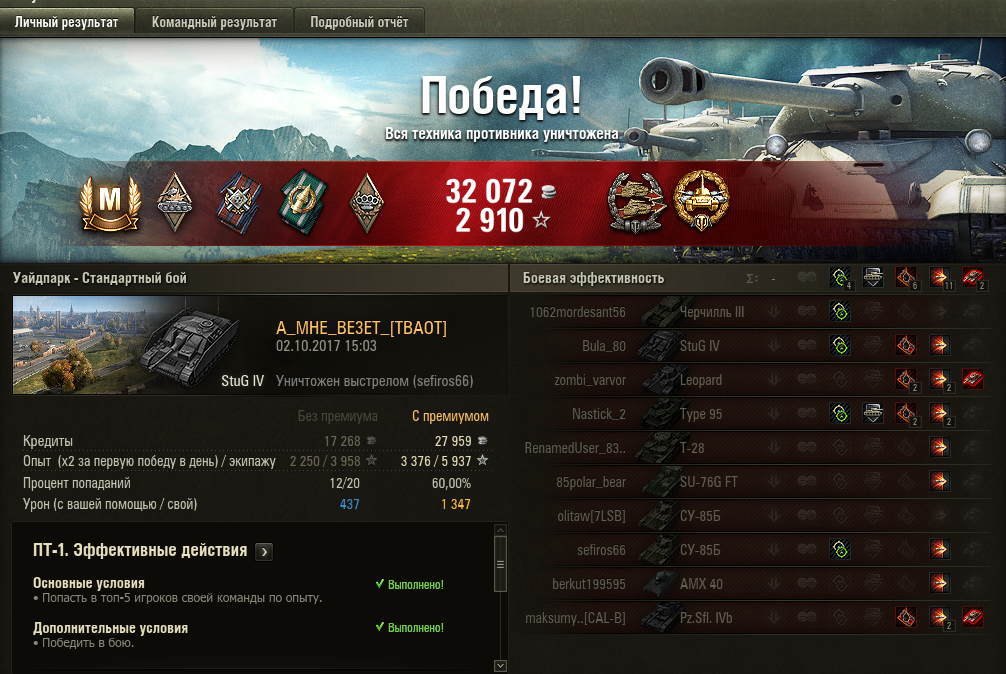 Личный результат Командный результат Подробный отчёт
Победа!
Вся техника противника уничтожена
M
32 072
2 910
Уайдпарк - Стандартный бой
А_МНЕ_ВЕЗЕТ_[TBAOT]
02.10.2017 15:03
StuG IV Уничтожен выстрелом (sefiros66)
Без премиума С премиумом
Кредиты 17 268 27 959
Опыт (x2 за первую победу в день) / экипажу 2 250 / 3 958 3 376 / 5 937
Процент попаданий 12/20 60,00%
Урон (с вашей помощью / свой) 437 1 347
ПТ-1. Эффективные действия
Основные условия Выполнено!
• Попасть в топ-5 игроков своей команды по опыту.
Дополнительные условия Выполнено!
• Победить в бою.
Боевая эффективность Σ: - 4 6 11 2
1062mordesant56 Черчилль III
Bula_80 StuG IV
zombi_varvor Leopard 2 2
Nastick_2 Type 95 2 2
RenamedUser_83.. Т-28
85polar_bear SU-76G FT
olitaw[7LSB] СУ-85Б
sefiros66 СУ-85Б
berkut199595 AMX 40
maksumy..[CAL-B] Pz.Sfl. IVb 2